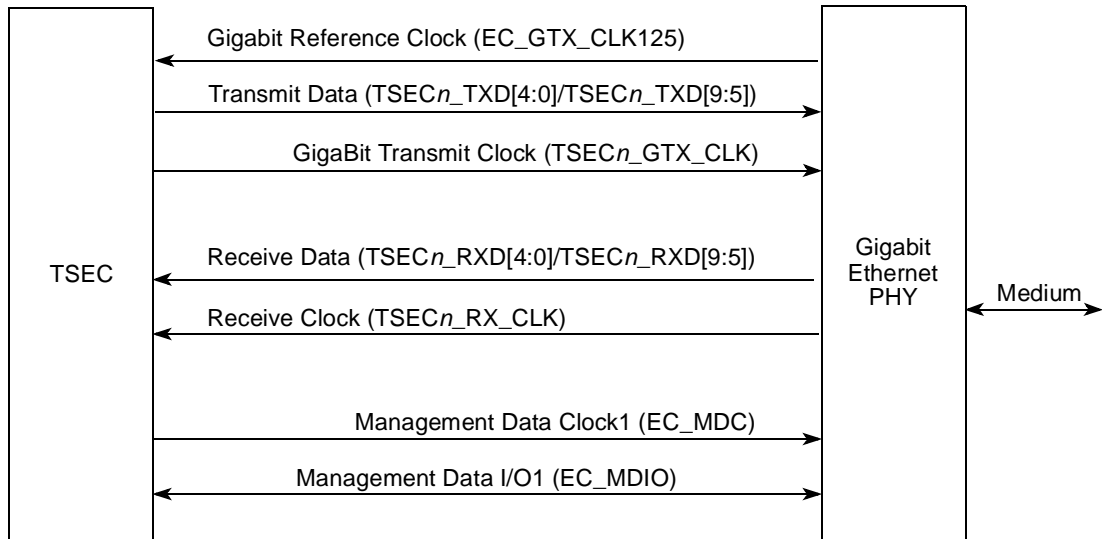 Gigabit Reference Clock (EC_GTX_CLK125)
Transmit Data (TSECn_TXD[4:0]/TSECn_TXD[9:5])
GigaBit Transmit Clock (TSECn_GTX_CLK)
TSEC
Receive Data (TSECn_RXD[4:0]/TSECn_RXD[9:5])
Receive Clock (TSECn_RX_CLK)
Gigabit
Ethernet
PHY
Medium
Management Data Clock1 (EC_MDC)
Management Data I/O1 (EC_MDIO)